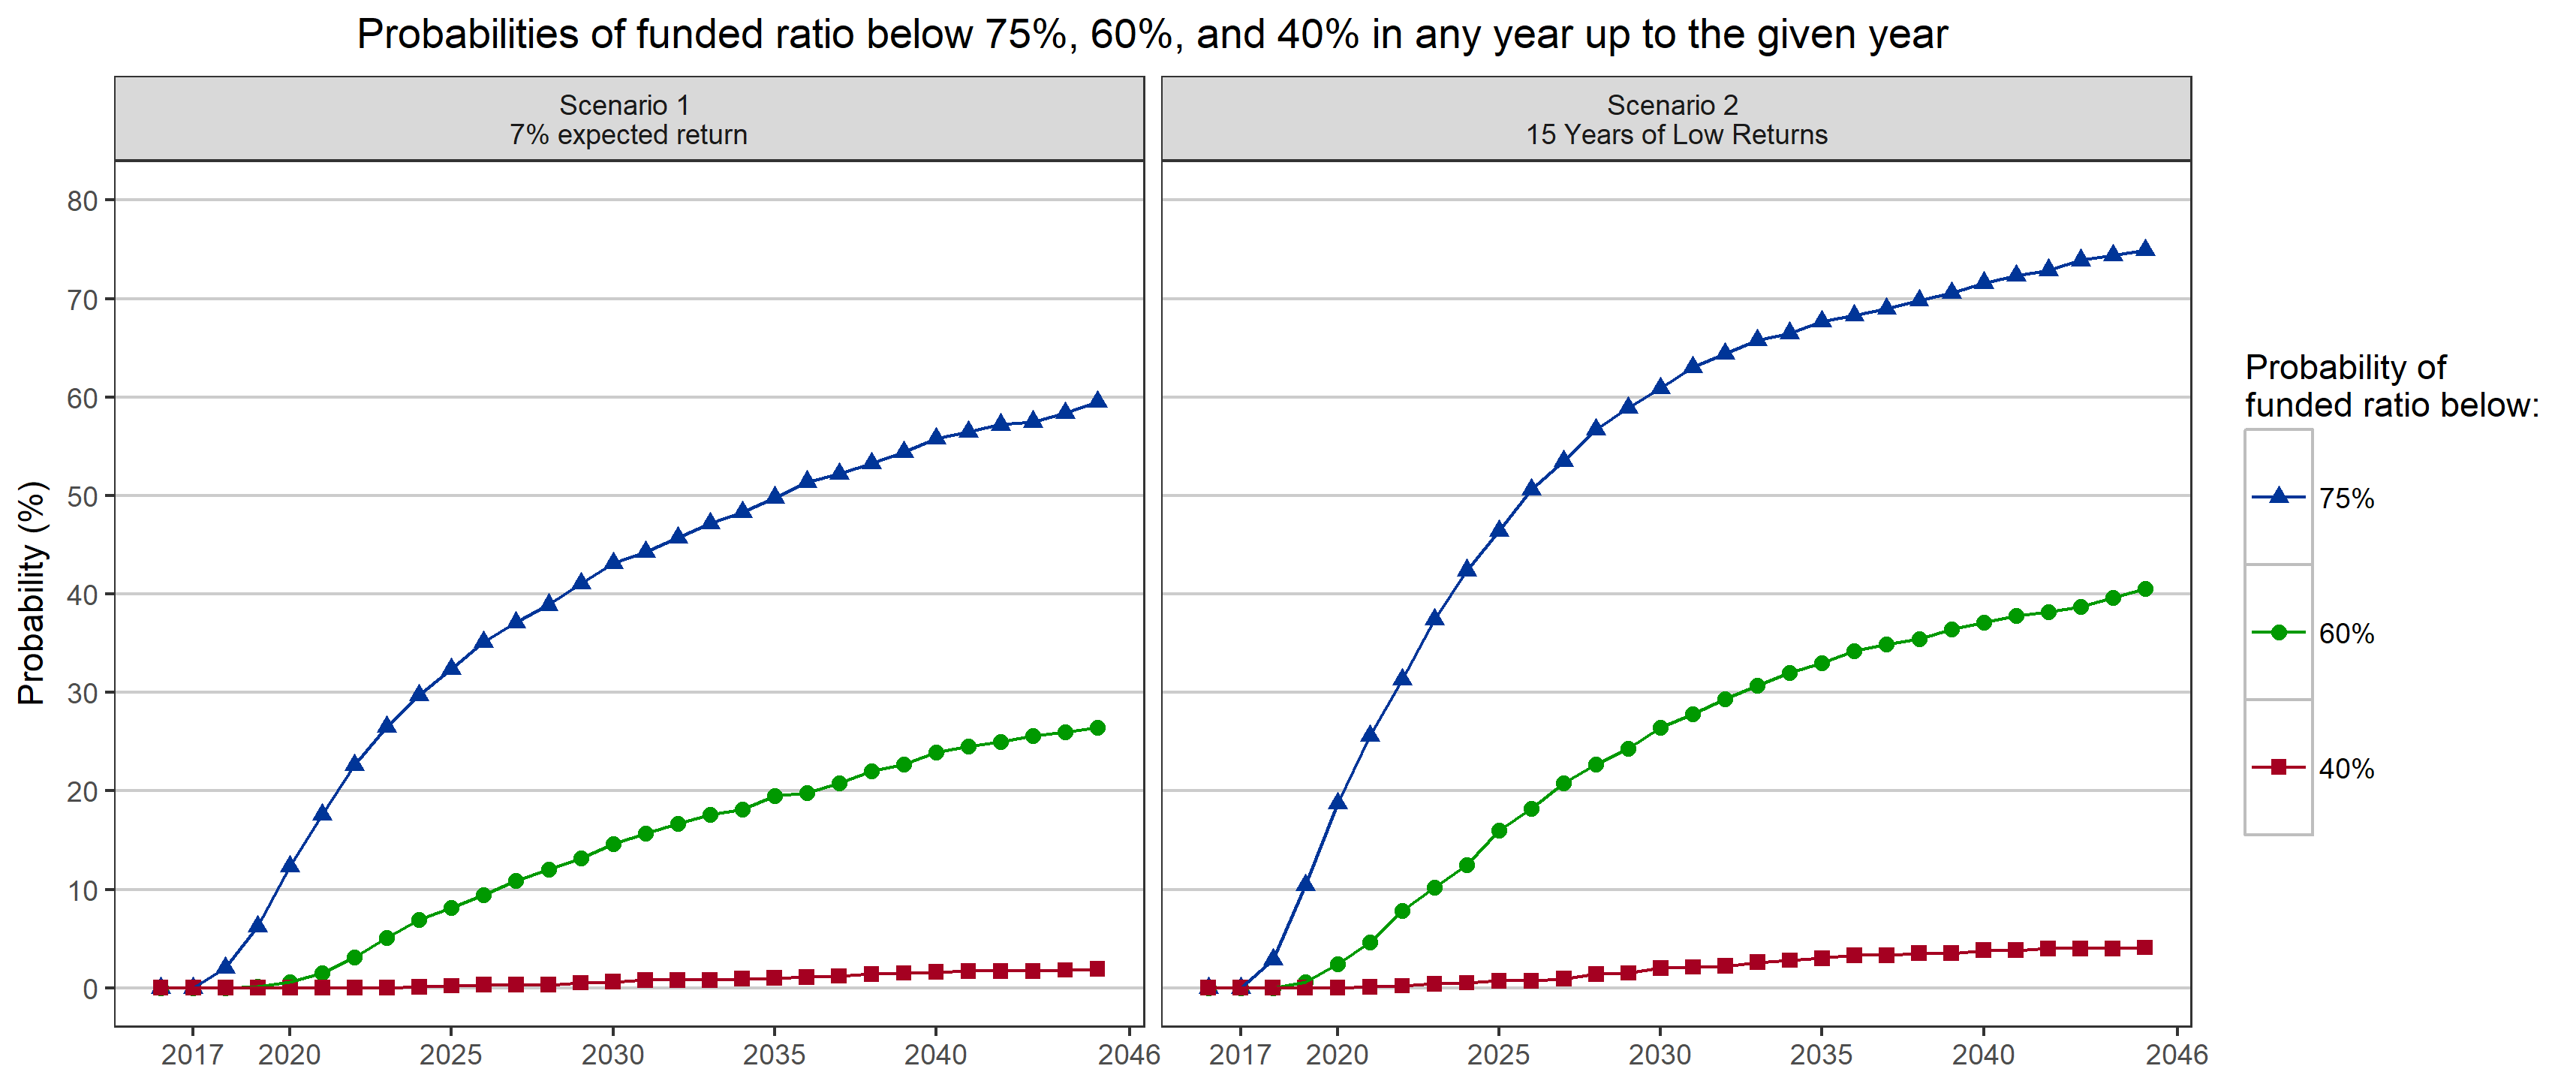 Probabilities of funded ratio below 75%, 60%, and 40% in any year up to the given year
Scenario 1
7% expected return
Scenario 2
15 Years of Low Returns
Probability (%)
80
70
60
50
40
30
20
10
0
2017 2020 2025 2030 2035 2040 2046
2017 2020 2025 2030 2035 2040 2046
Probability of
funded ratio below:
75%
60%
40%